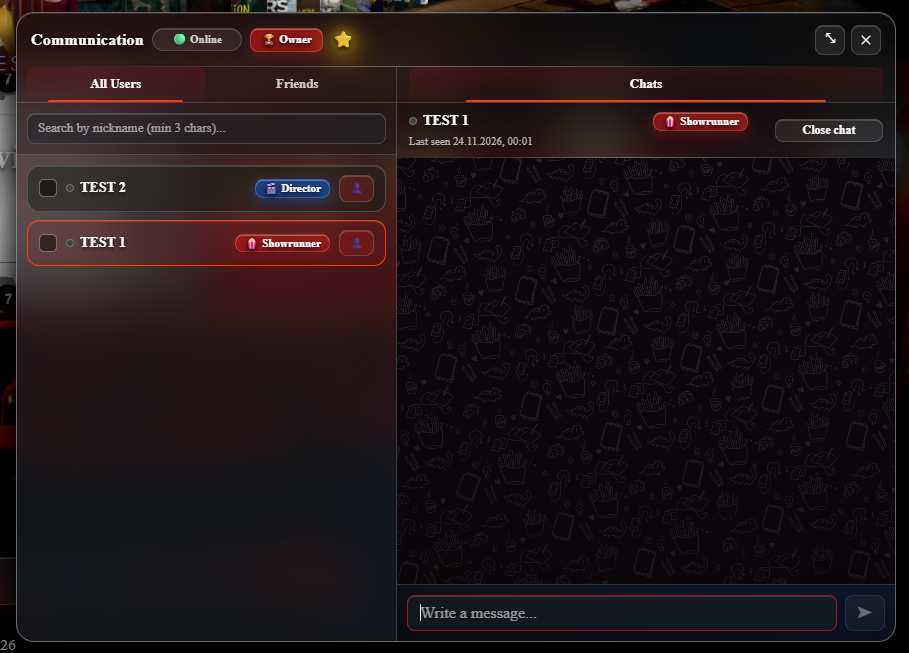 Communication
Online
Owner
All Users
Friends
Chats
Search by nickname (min 3 chars)...
TEST 1
Showrunner
Close chat
Last seen 24.11.2026, 00:01
TEST 2
Director
TEST 1
Showrunner
Write a message...
26